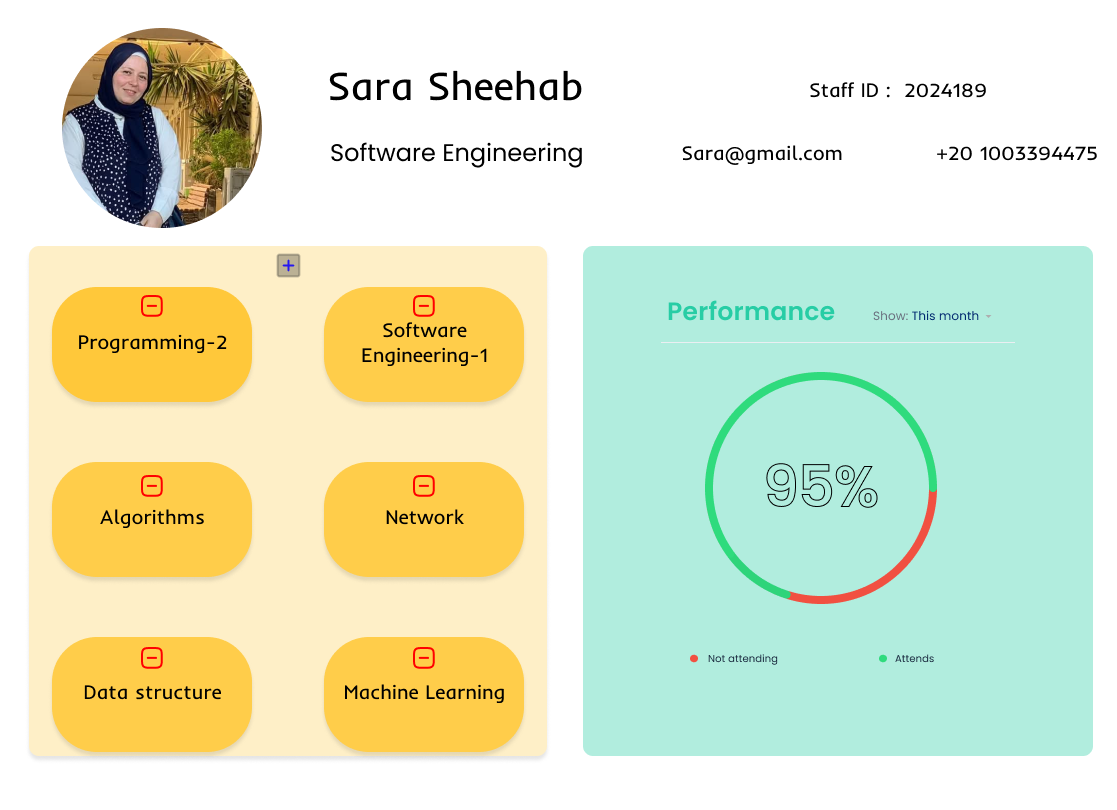 Sara Sheehab
Staff ID : 2024189
Software Engineering
Sara@gmail.com
+20 1003394475
+
Programming-2
Software
Engineering-1
Algorithms
Network
Data structure
Machine Learning
Performance
Show: This month
95%
Not attending
Attends